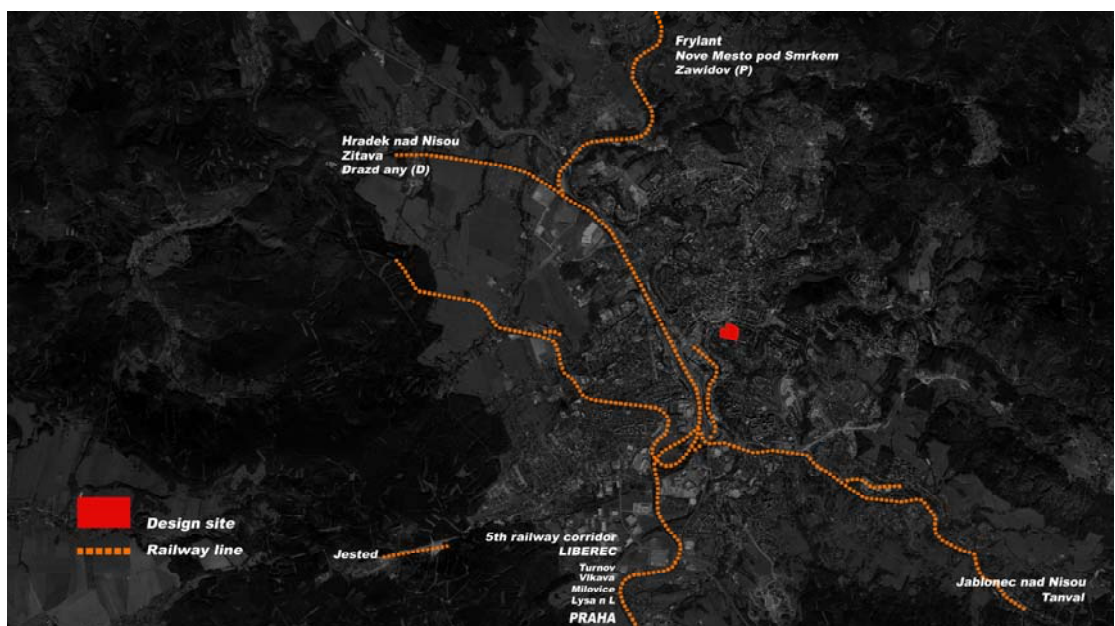 Frylant
Nove Mesto pod Smrkem
Zawidov (P)
Hradek nad Nisou
Zitava
Drazd any (D)
Design site
Railway line
Jested
5th railway corridor
LIBEREC
Turnov
Vlkava
Milovice
Lysa n L
PRAHA
Jablonec nad Nisou
Tanval